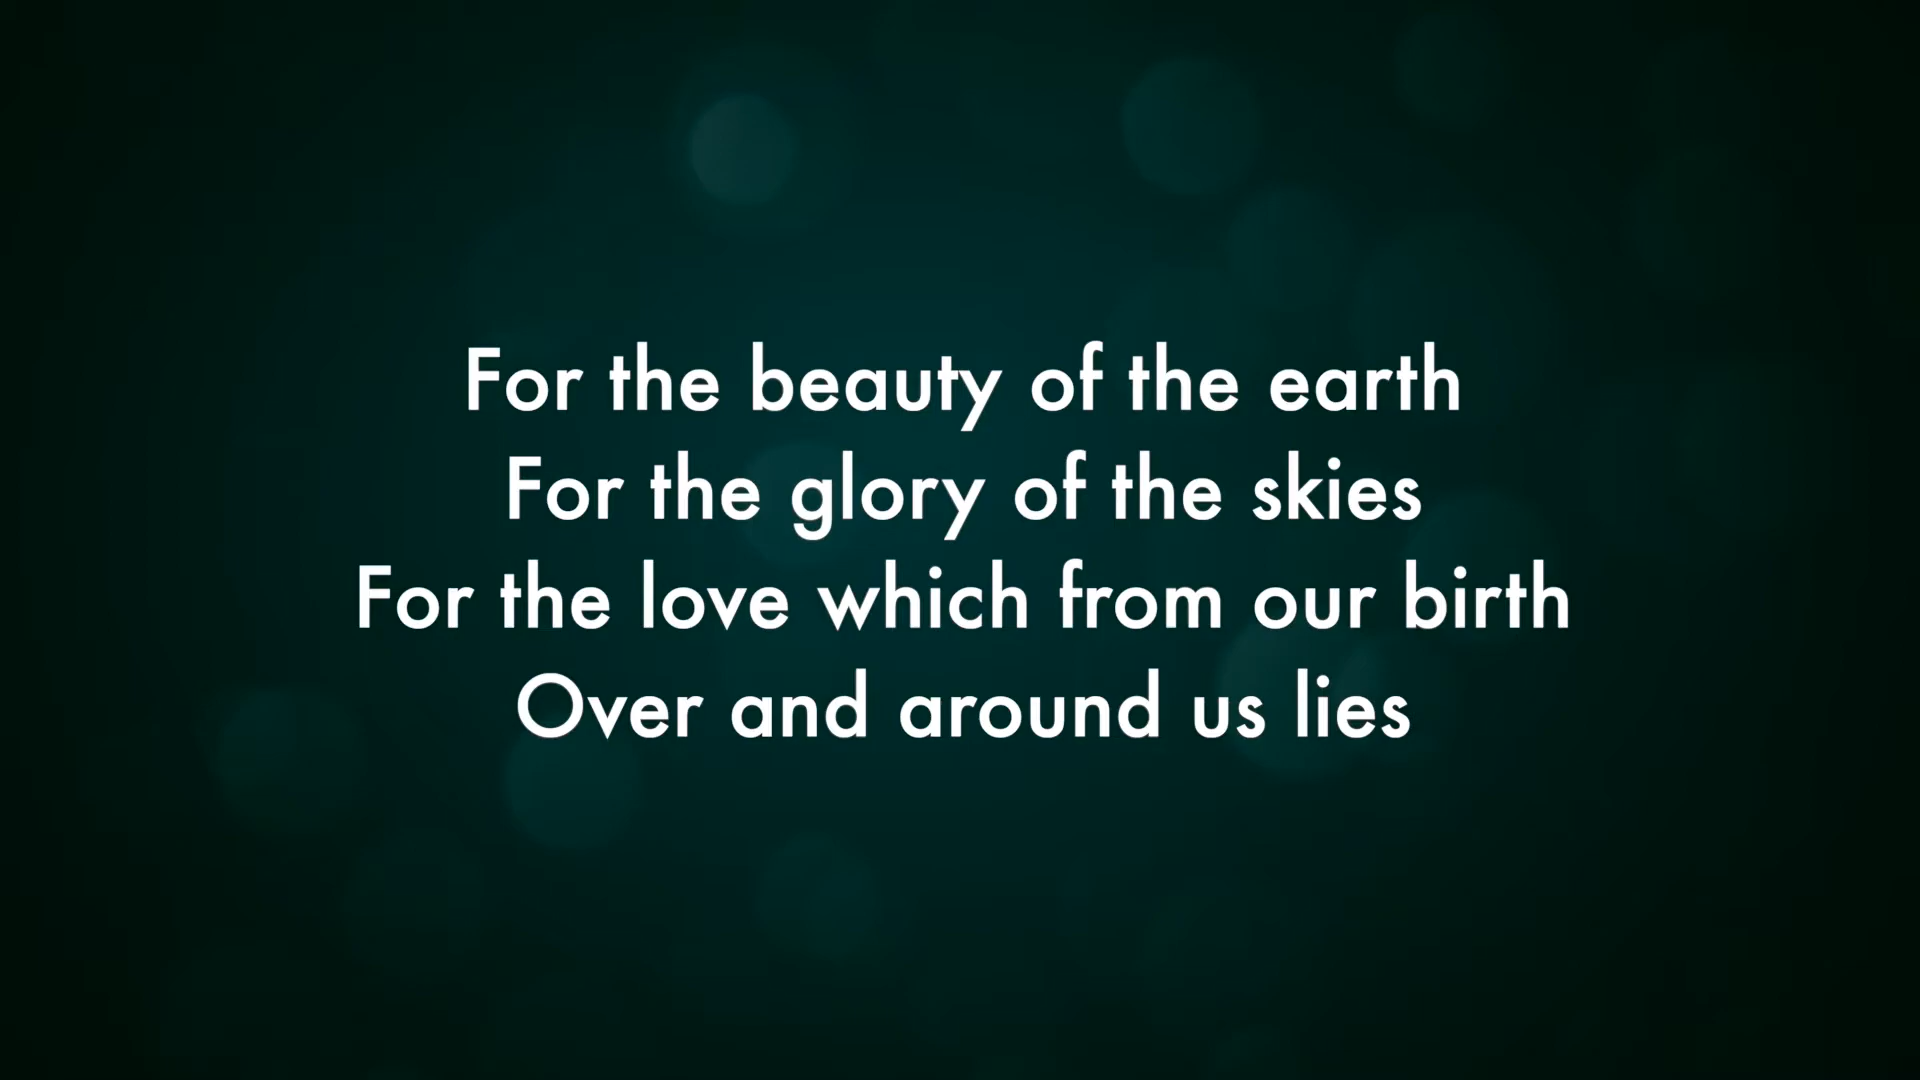 For the beauty of the earth
For the glory of the skies
For the love which from our birth
Over and around us lies